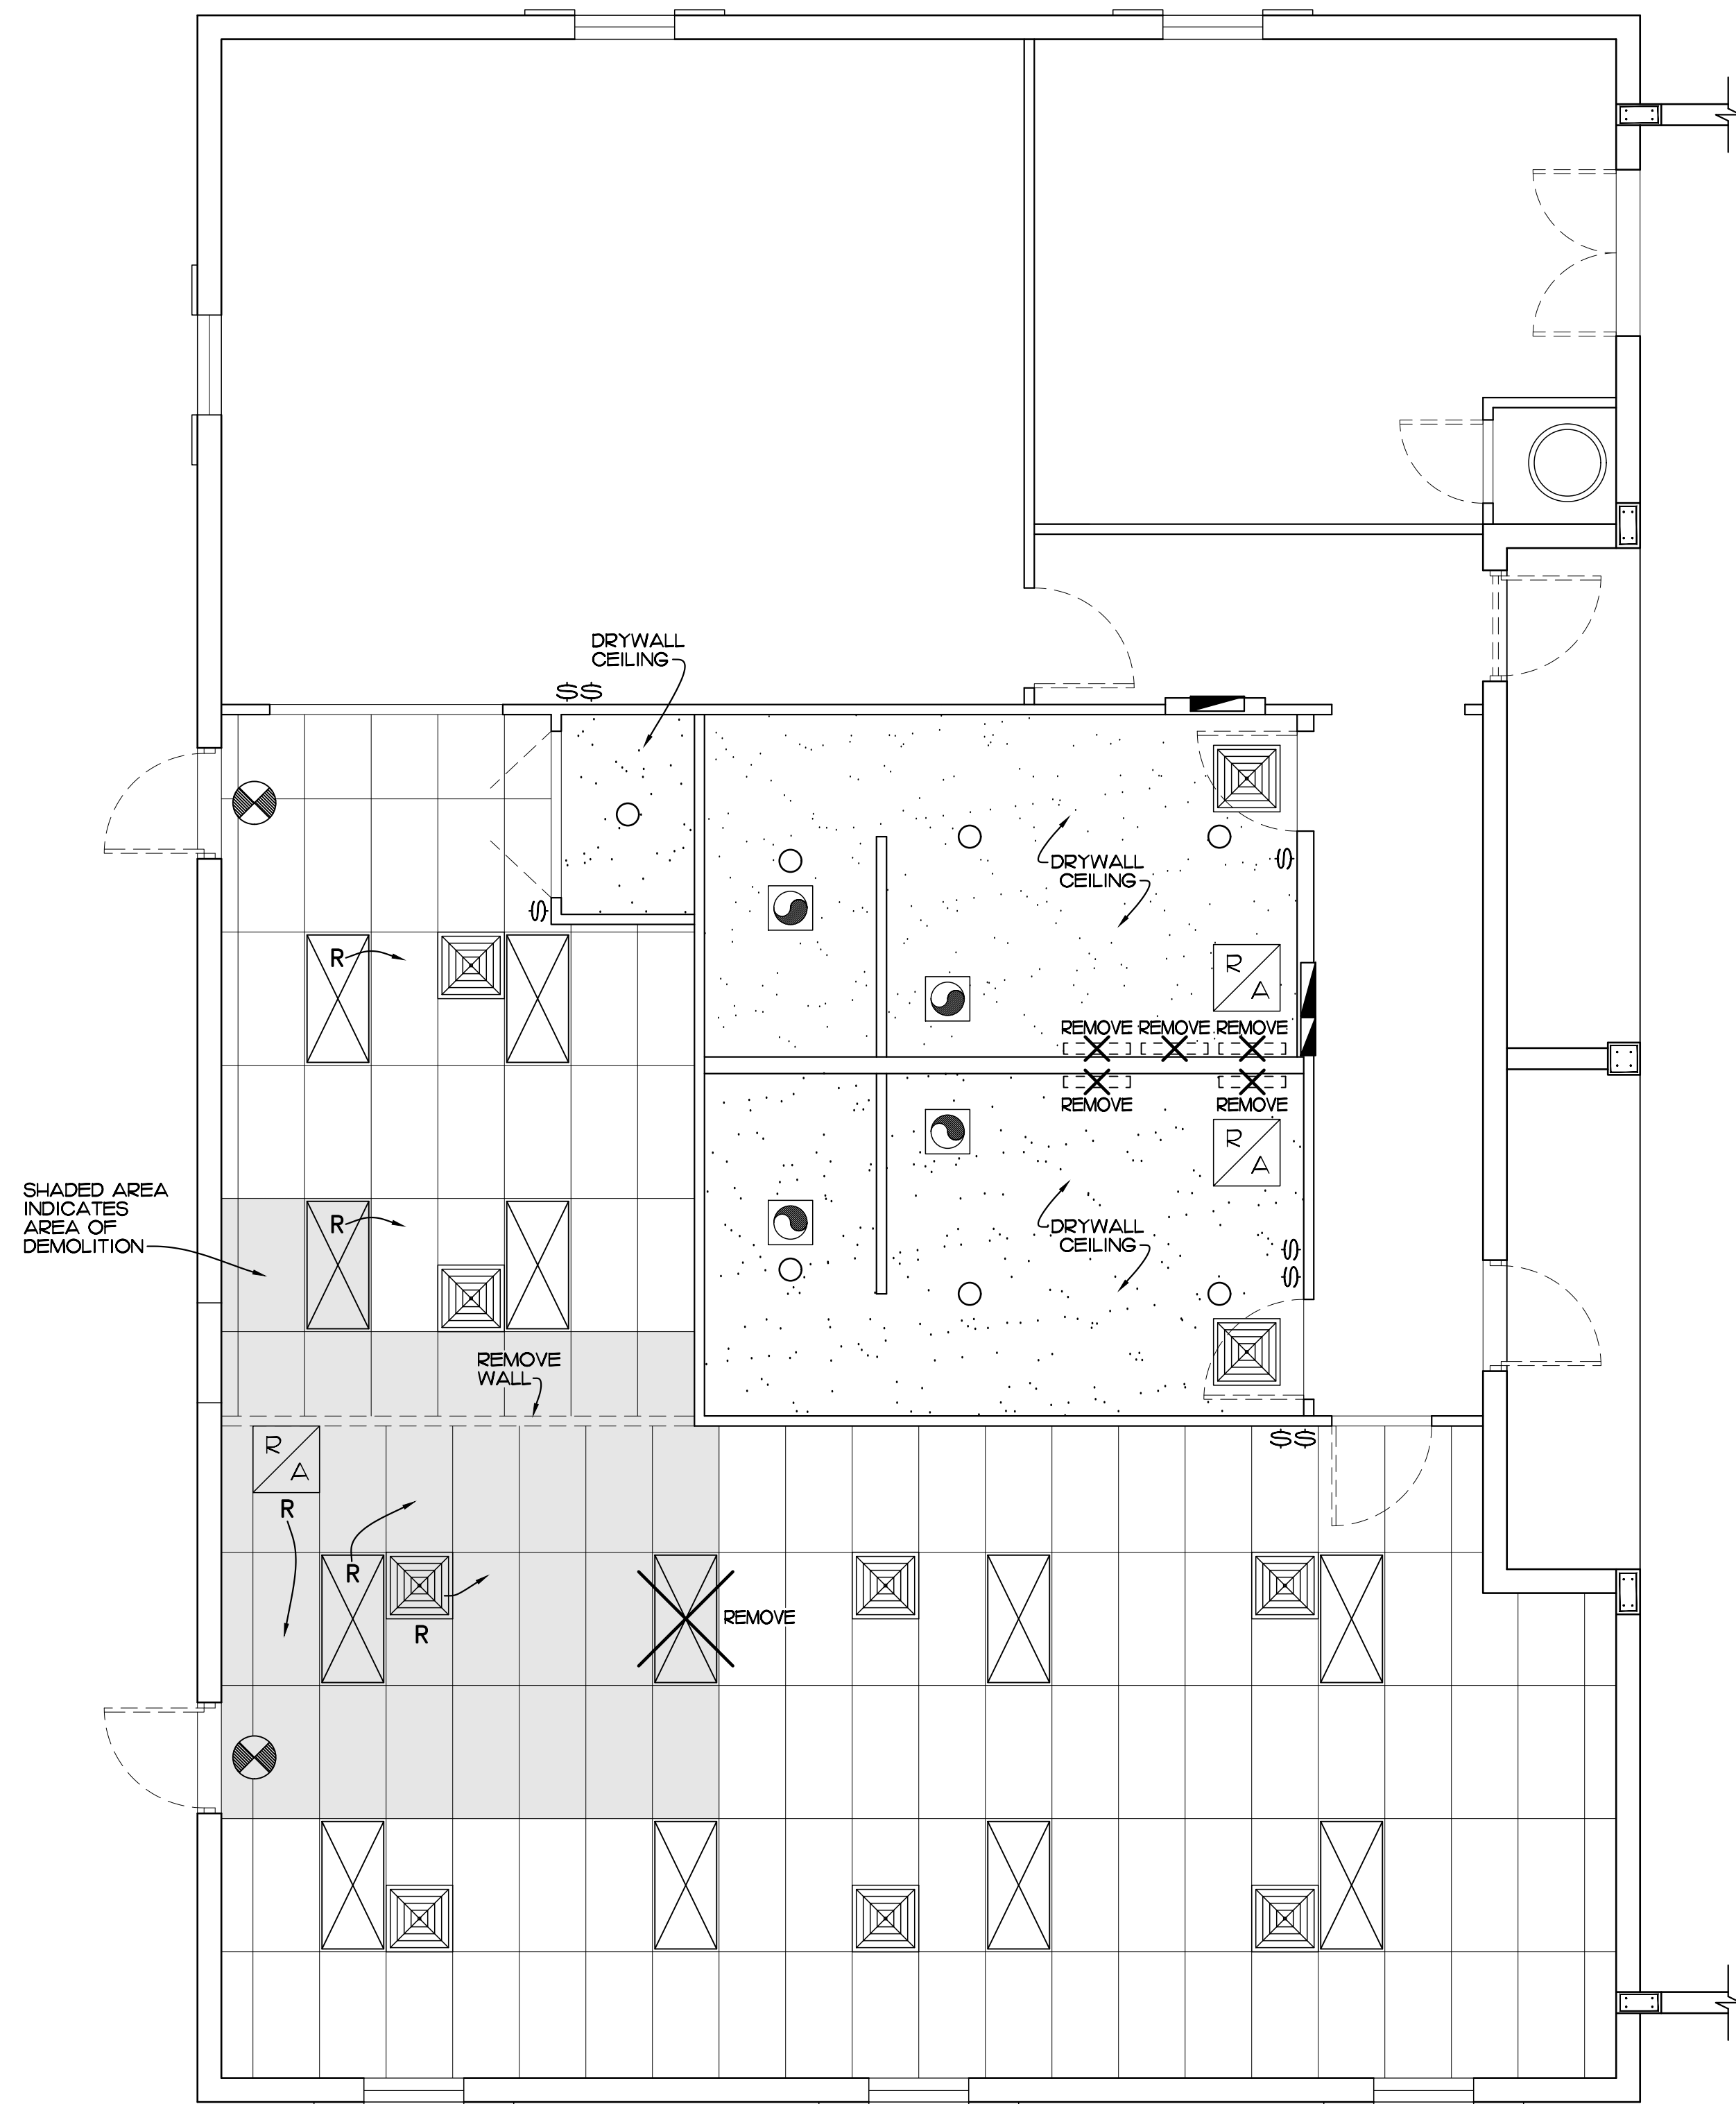 DRYWALL
CEILING
$$
$
DRYWALL
CEILING
$
R
R
A
REMOVE REMOVE REMOVE
REMOVE REMOVE
R
A
SHADED AREA
INDICATES
AREA OF
DEMOLITION
R
DRYWALL
CEILING
$
$
REMOVE
WALL
R
A
$$
R
R
R
REMOVE